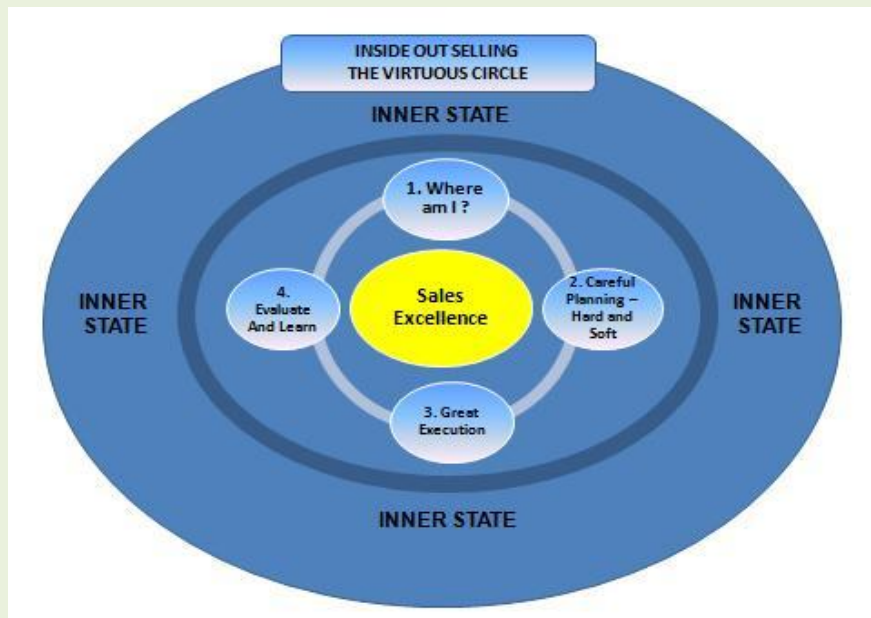 INSIDE OUT SELLING
THE VIRTUOUS CIRCLE
INNER STATE
1. Where
am I ?
INNER
STATE
4.
Evaluate
And Learn
Sales
Excellence
2. Careful
Planning –
Hard and
Soft
INNER
STATE
3. Great
Execution
INNER STATE